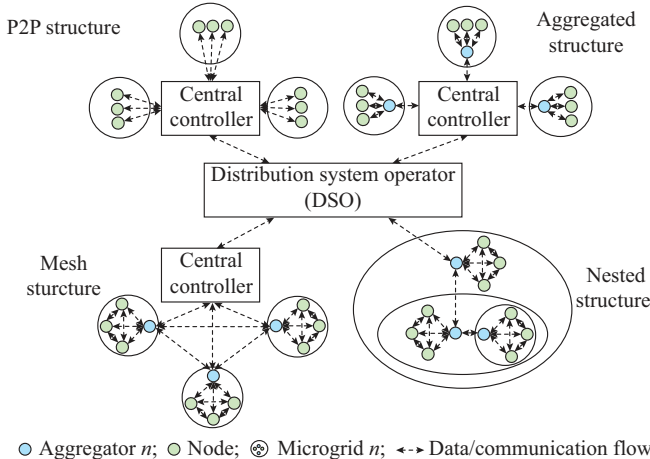 P2P structure
Aggregated
structure
Central
controller
Central
controller
Distribution system operator
(DSO)
Mesh
sturcture
Central
controller
Nested
structure
Aggregator n; Node; Microgrid n; Data/communication flow